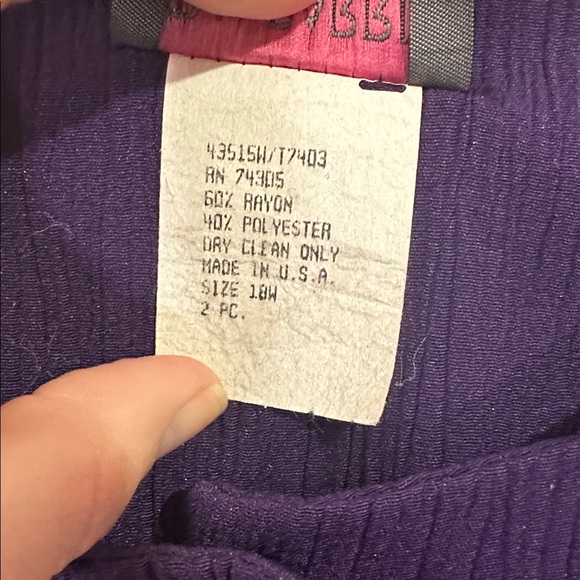 43515W/T7403
RN 74305
60% RAYON
40% POLYESTER
DRY CLEAN ONLY
MADE IN U.S.A.
SIZE 18W
2 PC.